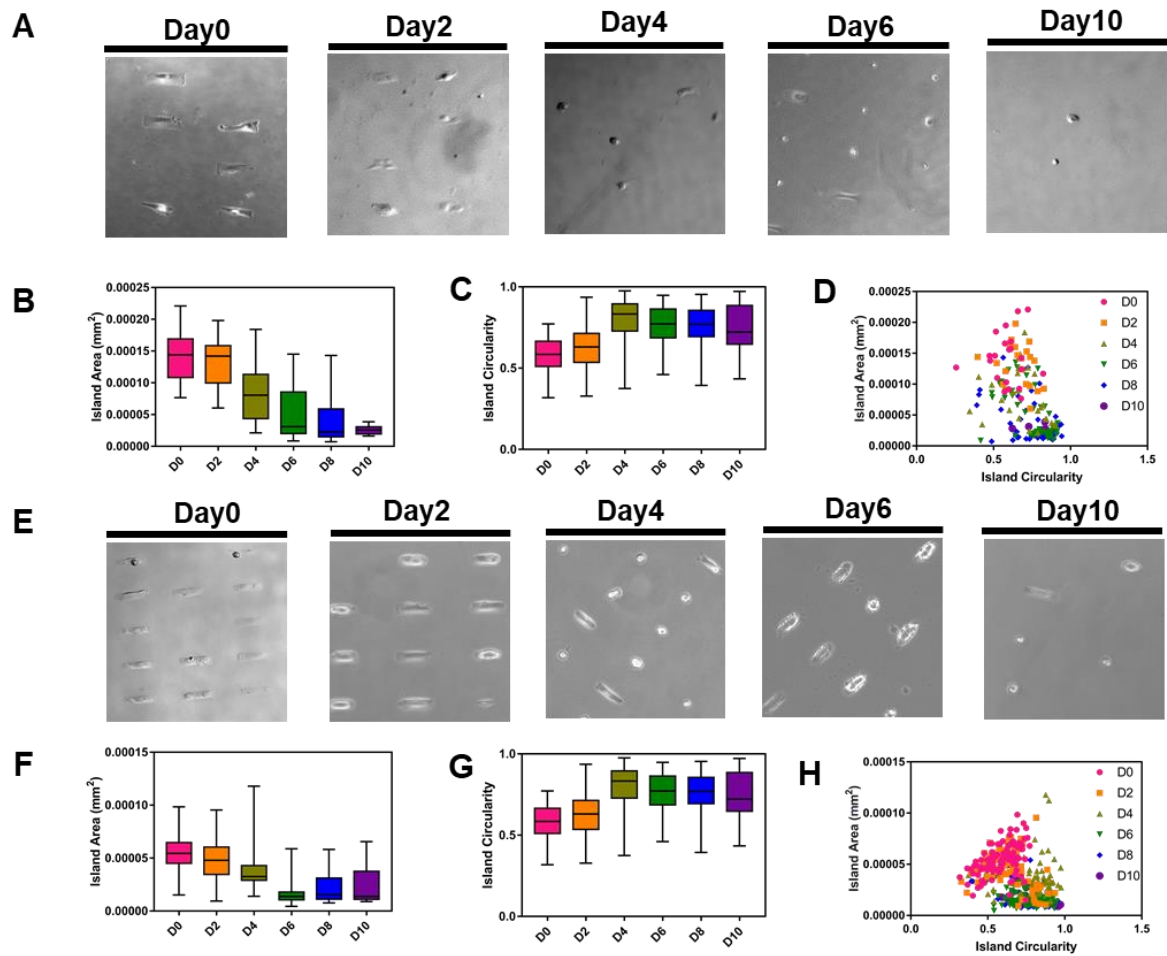 A
Day0 Day2 Day4 Day6 Day10
B
Island Area (mm²)
0.00025
0.00020
0.00015
0.00010
0.00005
0.00000
D0 D2 D4 D6 D8 D10
C
Island Circularity
1.0
0.5
0.0
D0 D2 D4 D6 D8 D10
D
Island Area (mm²)
0.00025
0.00020
0.00015
0.00010
0.00005
0.00000
0.0 0.5 1.0 1.5
Island Circularity
D0
D2
D4
D6
D8
D10
E
Day0 Day2 Day4 Day6 Day10
F
Island Area (mm²)
0.00015
0.00010
0.00005
0.00000
D0 D2 D4 D6 D8 D10
G
Island Circularity
1.0
0.5
0.0
D0 D2 D4 D6 D8 D10
H
Island Area (mm²)
0.00015
0.00010
0.00005
0.00000
0.0 0.5 1.0 1.5
Island Circularity
D0
D2
D4
D6
D8
D10